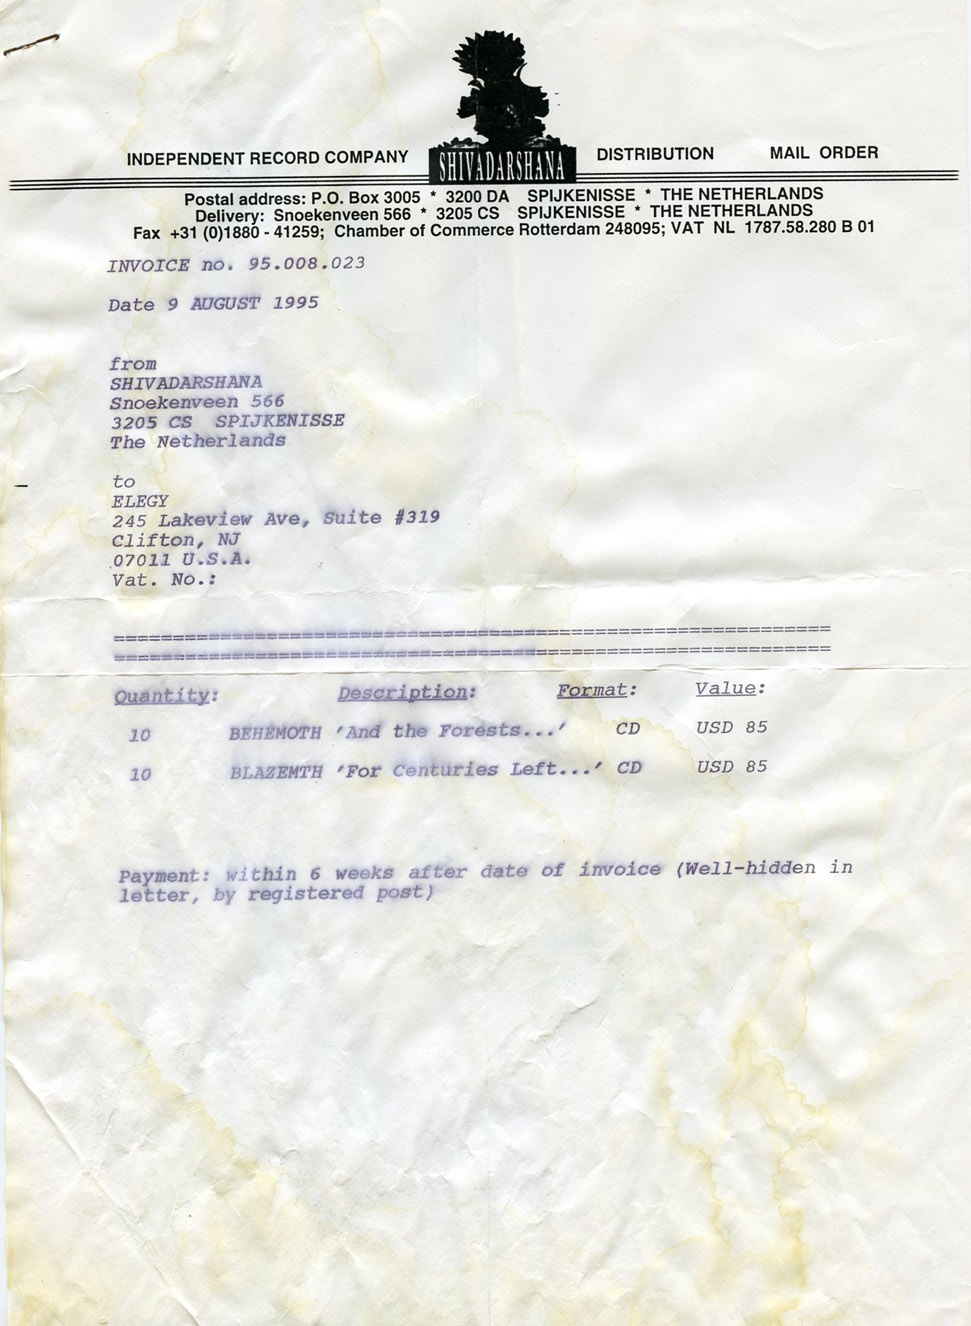 INDEPENDENT RECORD COMPANY SHIVADARSHANA DISTRIBUTION MAIL ORDER
Postal address: P.O. Box 3005 * 3200 DA SPIJKENISSE * THE NETHERLANDS
Delivery: Snoekenveen 566 * 3205 CS SPIJKENISSE * THE NETHERLANDS
Fax +31 (0)1880 - 41259; Chamber of Commerce Rotterdam 248095; VAT NL 1787.58.280 B 01
INVOICE no. 95.008.023
Date 9 AUGUST 1995
from
SHIVADARSHANA
Snoekenveen 566
3205 CS SPIJKENISSE
The Netherlands
to
ELEGY
245 Lakeview Ave, Suite #319
Clifton, NJ
07011 U.S.A.
Vat. No.:
=============================================================
=============================================================
Quantity: Description: Format: Value:
10 BEHEMOTH 'And the Forests...' CD USD 85
10 BLAZEMTH 'For Centuries Left...' CD USD 85
Payment: within 6 weeks after date of invoice (Well-hidden in
letter, by registered post)